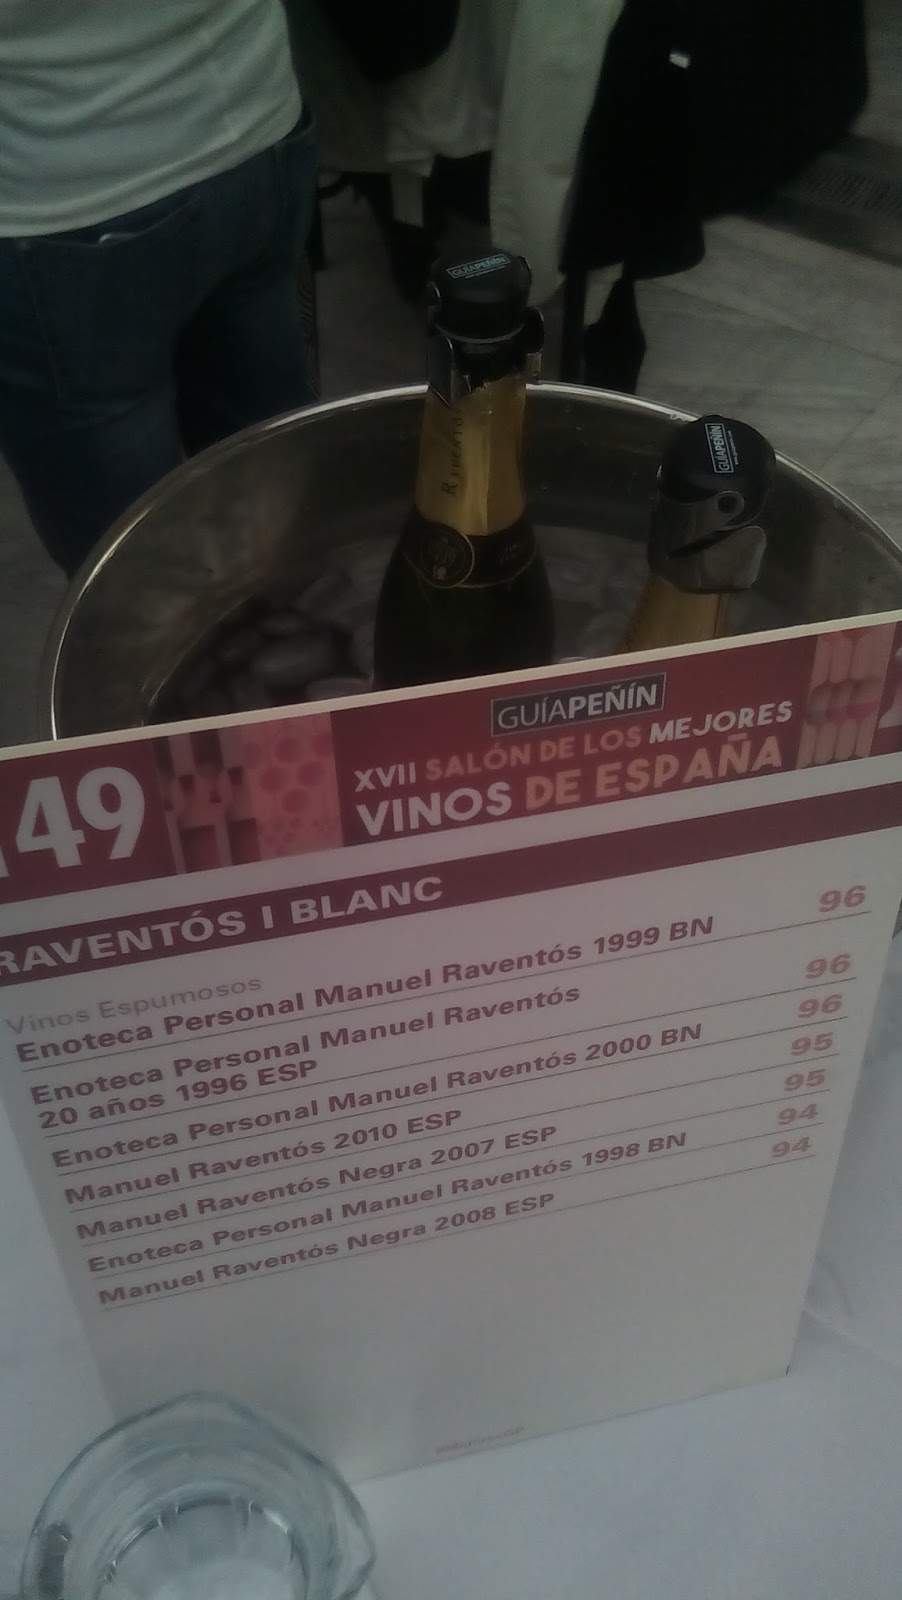 GUÍAPEÑÍN
Raventós
GUÍAPEÑÍN
GUÍAPEÑÍN
149
XVII SALÓN DE LOS MEJORES
VINOS DE ESPAÑA
RAVENTÓS I BLANC
Vinos Espumosos
Enoteca Personal Manuel Raventós 1999 BN 96
Enoteca Personal Manuel Raventós
20 años 1996 ESP 96
Enoteca Personal Manuel Raventós 2000 BN 96
Manuel Raventós 2010 ESP 95
Manuel Raventós Negra 2007 ESP 95
Enoteca Personal Manuel Raventós 1998 BN 94
Manuel Raventós Negra 2008 ESP 94